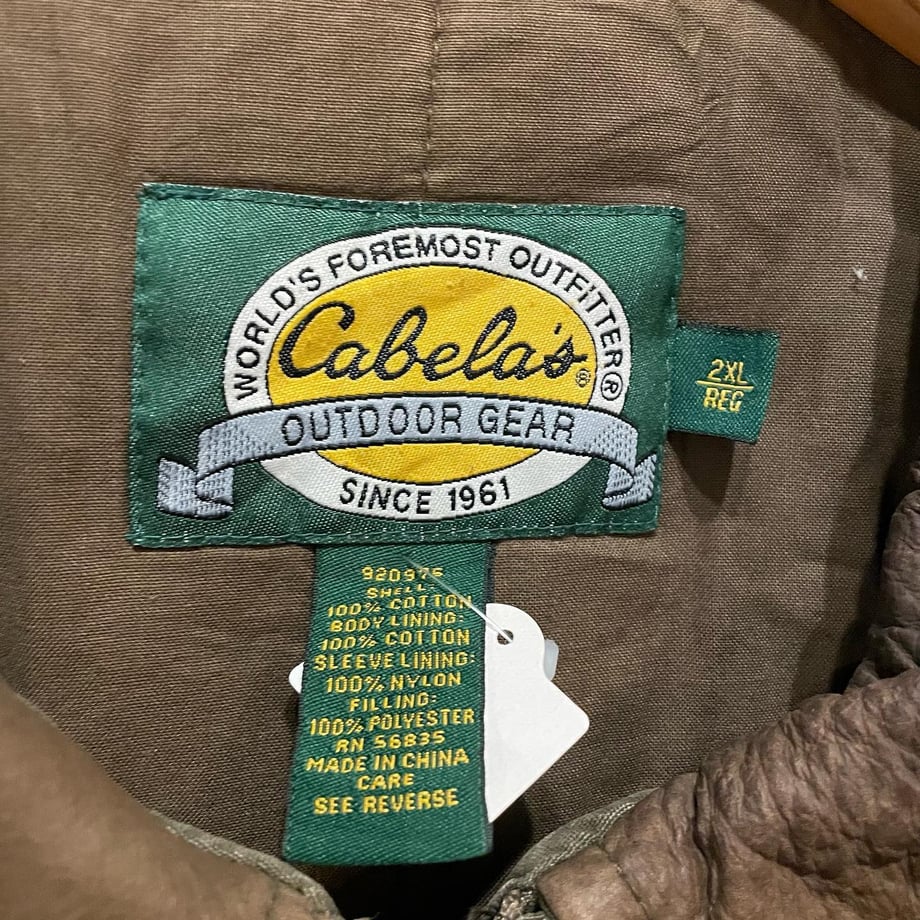 WORLD'S FOREMOST OUTFITTER®
Cabela's®
OUTDOOR GEAR
SINCE 1961
2XL
REG
920975
SHELL
100% COTTON
BODY LINING:
100% COTTON
SLEEVE LINING:
100% NYLON
FILLING:
100% POLYESTER
RN 56835
MADE IN CHINA
CARE
SEE REVERSE